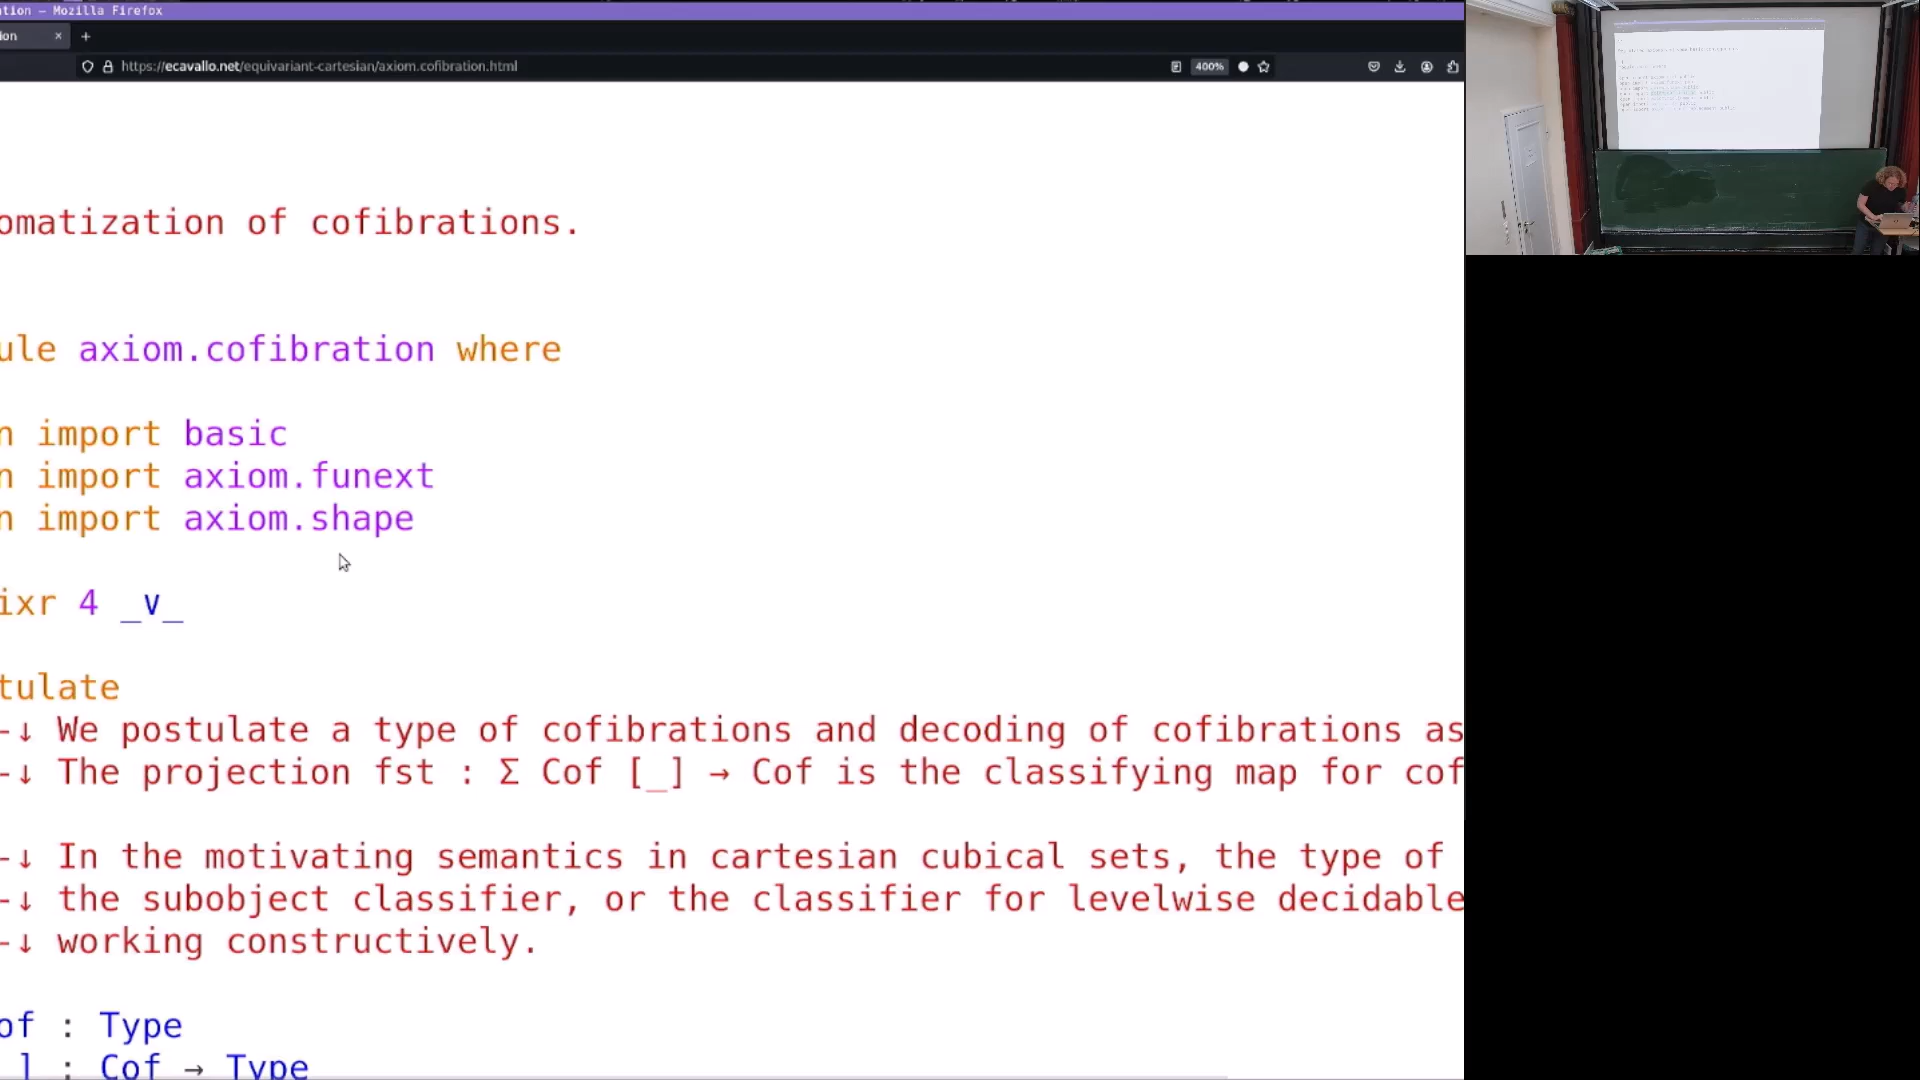 ation — Mozilla Firefox
ion × +
https://ecavallo.net/equivariant-cartesian/axiom.cofibration.html 400%
omatization of cofibrations.
ule axiom.cofibration where
n import basic
n import axiom.funext
n import axiom.shape
ixr 4 _∨_
tulate
-↓ We postulate a type of cofibrations and decoding of cofibrations as
-↓ The projection fst : Σ Cof [_] → Cof is the classifying map for cof
-↓ In the motivating semantics in cartesian cubical sets, the type of
-↓ the subobject classifier, or the classifier for levelwise decidable
-↓ working constructively.
of : Type
_] : Cof → Type